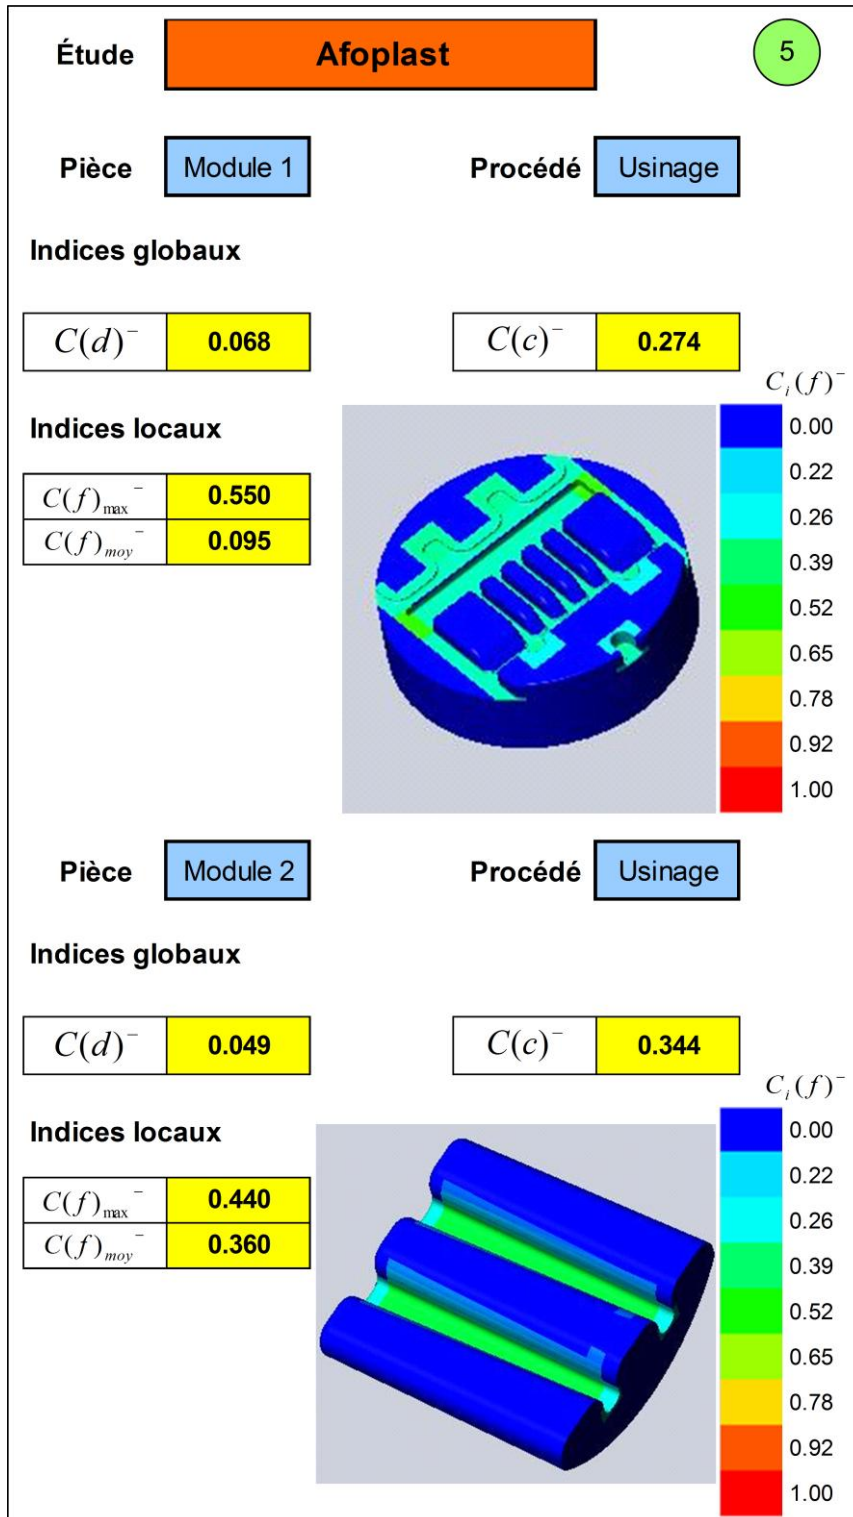 Étude Afoplast 5
Pièce Module 1 Procédé Usinage
Indices globaux
C(d)⁻ 0.068 C(c)⁻ 0.274
Indices locaux
C(f)max⁻ 0.550
C(f)moy⁻ 0.095
Ci(f)⁻
0.00
0.22
0.26
0.39
0.52
0.65
0.78
0.92
1.00
Pièce Module 2 Procédé Usinage
Indices globaux
C(d)⁻ 0.049 C(c)⁻ 0.344
Indices locaux
C(f)max⁻ 0.440
C(f)moy⁻ 0.360
Ci(f)⁻
0.00
0.22
0.26
0.39
0.52
0.65
0.78
0.92
1.00